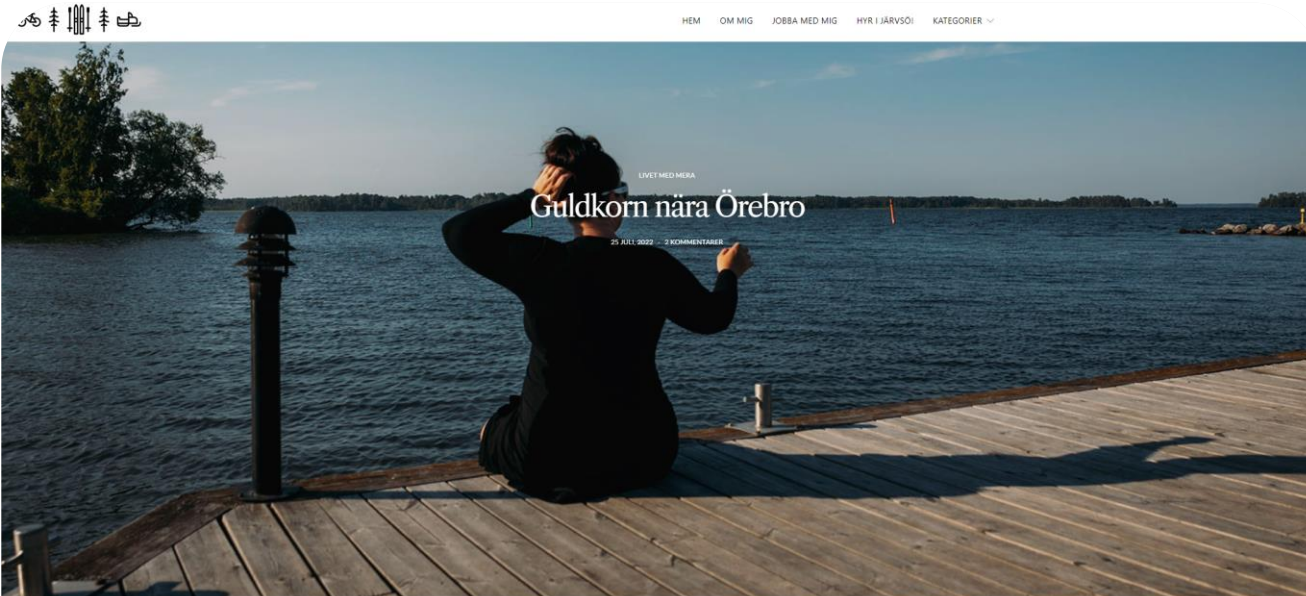 HEM OM MIG JOBBA MED MIG HYR I JÄRVSÖ! KATEGORIER
LIVET MED MERA
Guldkorn nära Örebro
25 JULI, 2022 - 2 KOMMENTARER